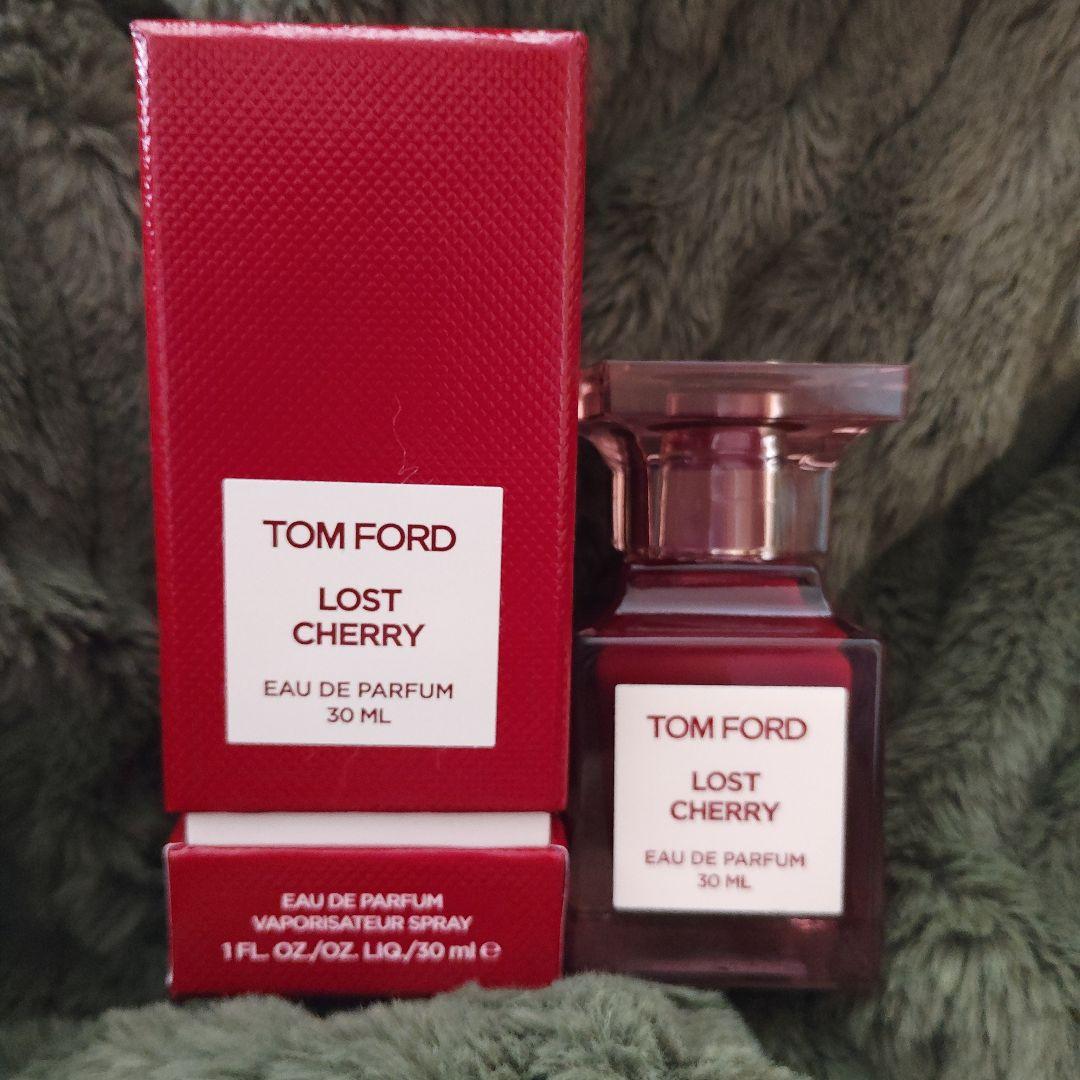 TOM FORD
LOST
CHERRY
EAU DE PARFUM
30 ML
EAU DE PARFUM
VAPORISATEUR SPRAY
1 FL. OZ./OZ. LIQ./30 ml ℮
TOM FORD
LOST
CHERRY
EAU DE PARFUM
30 ML